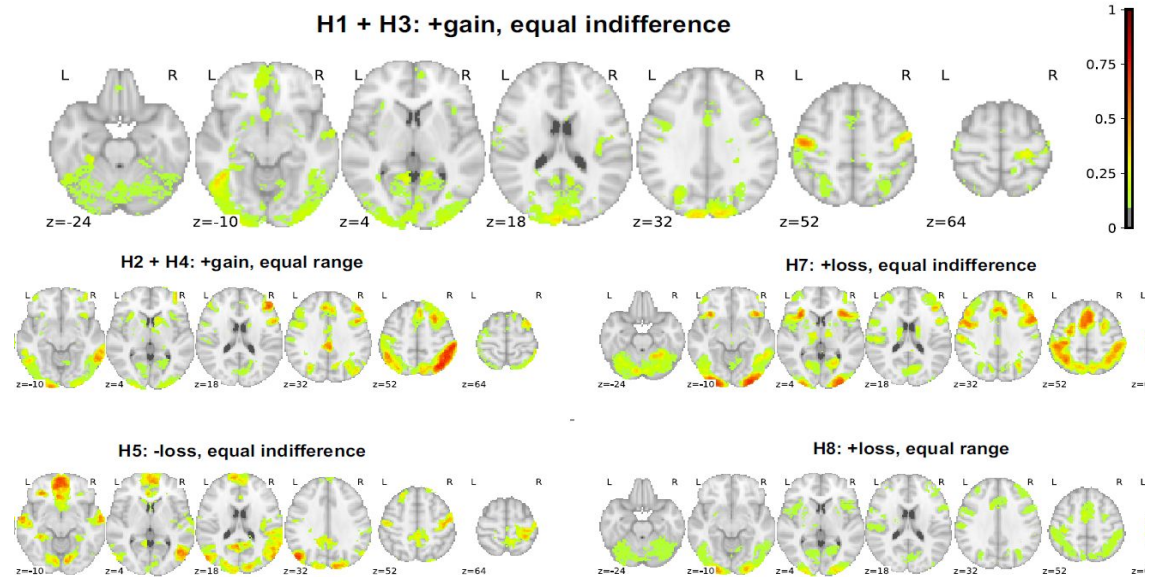 H1 + H3: +gain, equal indifference
1
0.75
0.5
0.25
0
L R L R L R L R L R L R L R
z=-24 z=-10 z=4 z=18 z=32 z=52 z=64
H2 + H4: +gain, equal range
L R L R L R L R L R L R
z=-10 z=4 z=18 z=32 z=52 z=64
H7: +loss, equal indifference
L R L R L R L R L R L R L
z=-24 z=-10 z=4 z=18 z=32 z=52 z=
H5: -loss, equal indifference
L R L R L R L R L R L R
z=-10 z=4 z=18 z=32 z=52 z=64
H8: +loss, equal range
L R L R L R L R L R L R L
z=-24 z=-10 z=4 z=18 z=32 z=52 z=